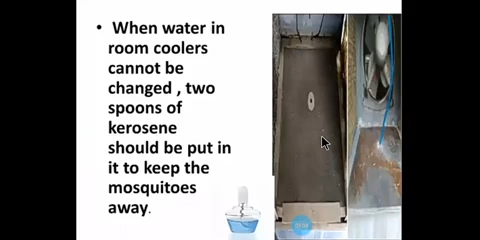 • When water in
room coolers
cannot be
changed , two
spoons of
kerosene
should be put in
it to keep the
mosquitoes
away.